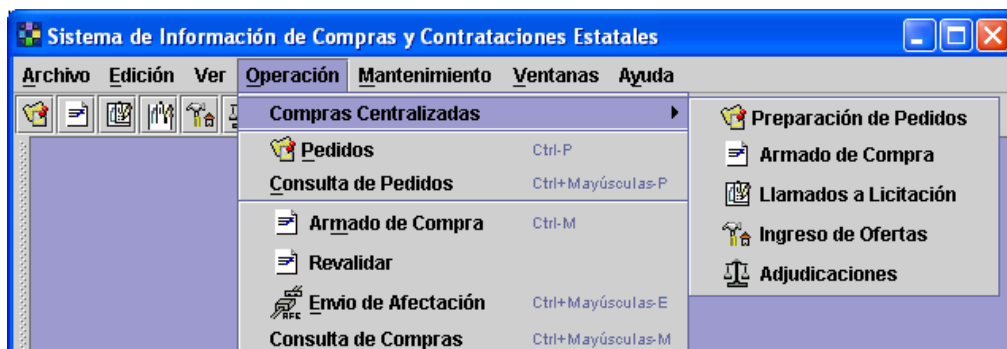 Sistema de Información de Compras y Contrataciones Estatales
Archivo Edición Ver Operación Mantenimiento Ventanas Ayuda
Compras Centralizadas
Pedidos Ctrl-P
Consulta de Pedidos Ctrl+Mayúsculas-P
Armado de Compra Ctrl-M
Revalidar
Envio de Afectación Ctrl+Mayúsculas-E
Consulta de Compras Ctrl+Mayúsculas-M
Preparación de Pedidos
Armado de Compra
Llamados a Licitación
Ingreso de Ofertas
Adjudicaciones